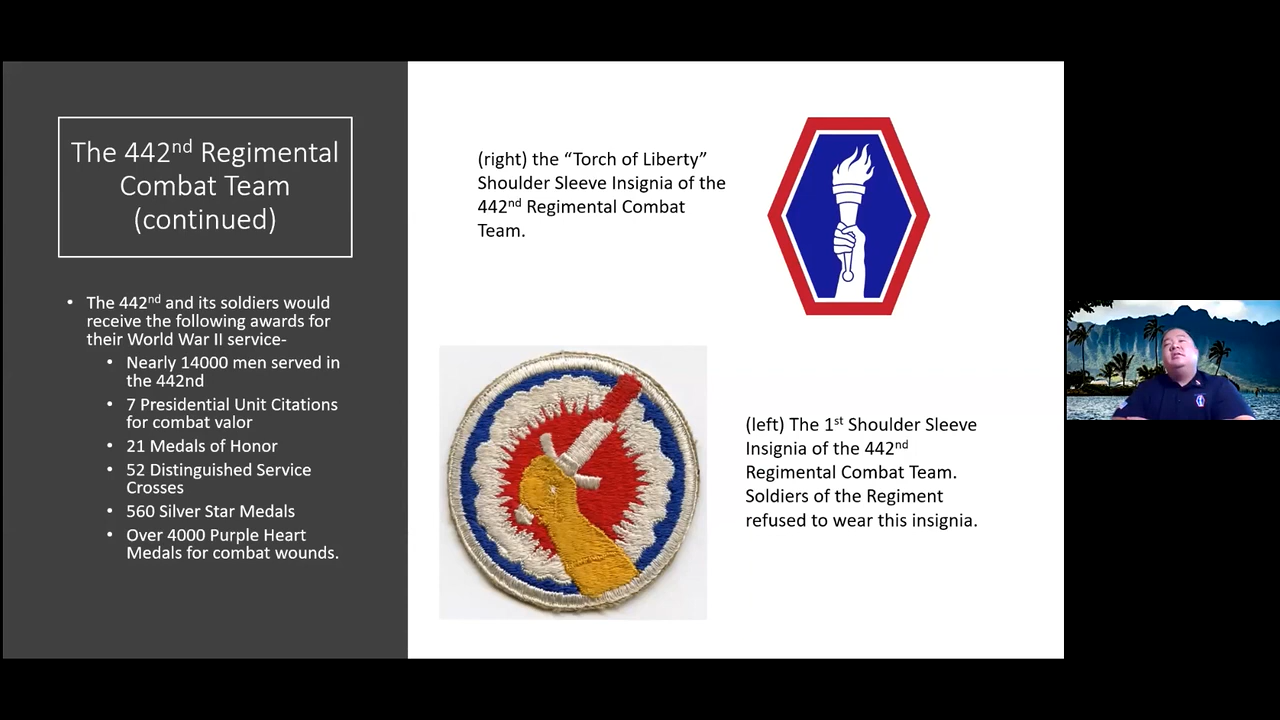 The 442nd Regimental
Combat Team
(continued)
• The 442nd and its soldiers would
receive the following awards for
their World War II service-
• Nearly 14000 men served in
the 442nd
• 7 Presidential Unit Citations
for combat valor
• 21 Medals of Honor
• 52 Distinguished Service
Crosses
• 560 Silver Star Medals
• Over 4000 Purple Heart
Medals for combat wounds.
(right) the “Torch of Liberty”
Shoulder Sleeve Insignia of the
442nd Regimental Combat
Team.
(left) The 1st Shoulder Sleeve
Insignia of the 442nd
Regimental Combat Team.
Soldiers of the Regiment
refused to wear this insignia.